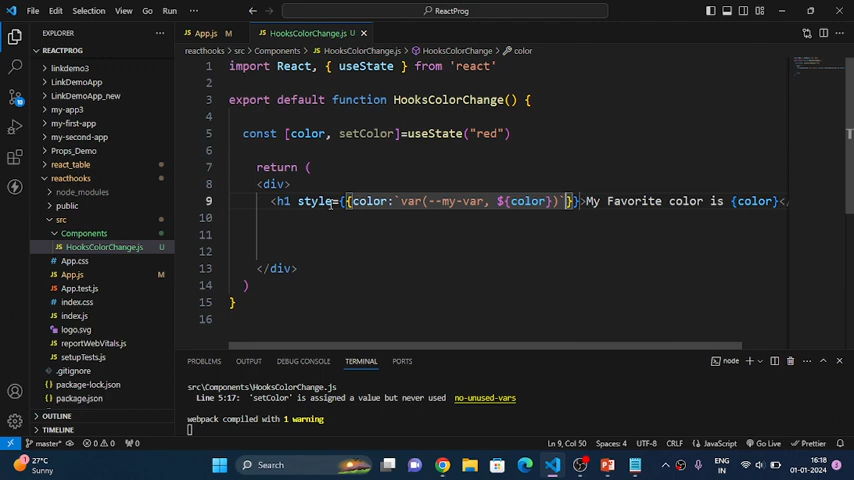 File Edit Selection View Go Run ···
ReactProg
EXPLORER ···
App.js M
HooksColorChange.js
reacthooks > src > Components > HooksColorChange.js > HooksColorChange > color
REACTPROG
linkdemo3
LinkDemoApp
LinkDemoApp_new
my-app3
my-first-app
my-second-app
Props_Demo
react_table
reacthooks
node_modules
public
src
Components
HooksColorChange.js U
App.css
App.js M
App.test.js
index.css
index.js
logo.svg
reportWebVitals.js
setupTests.js
.gitignore
package-lock.json
package.json
OUTLINE
TIMELINE
1 import React, { useState } from 'react'
2
3 export default function HooksColorChange() {
4
5 const [color, setColor]=useState("red")
6
7 return (
8 <div>
9 <h1 style={{color:`var(--my-var, ${color})`}}>My Favorite color is {color}</
10
11
12
13 </div>
14 )
15 }
16
PROBLEMS OUTPUT DEBUG CONSOLE TERMINAL PORTS
node
src\Components\HooksColorChange.js
Line 5:17: 'setColor' is assigned a value but never used no-unused-vars
webpack compiled with 1 warning
master* 0 0 0 Ln 9, Col 50 Spaces: 4 UTF-8 CRLF JavaScript Go Live Prettier
27°C
Sunny
Search
ENG
IN
16:18
01-01-2024